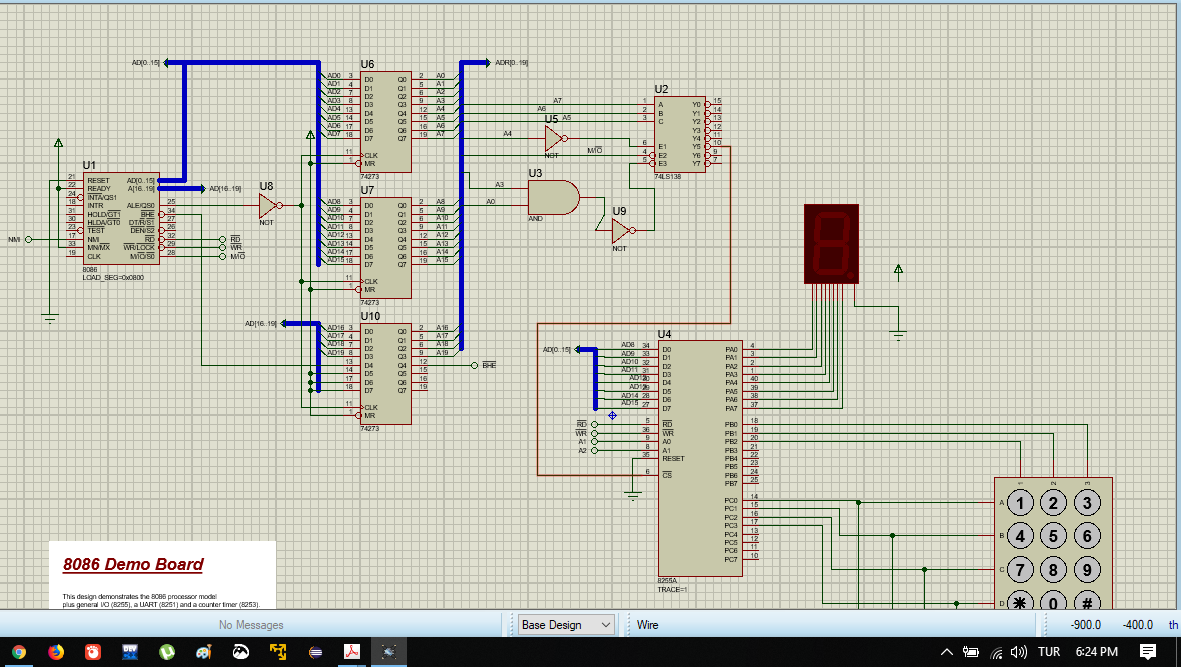 AD[0..15]
ADR[0..19]
U6
AD0 3 D0 Q0 2 A0
AD1 4 D1 Q1 5 A1
AD2 7 D2 Q2 6 A2
AD3 8 D3 Q3 9 A3
AD4 13 D4 Q4 12 A4
AD5 14 D5 Q5 15 A5
AD6 17 D6 Q6 16 A6
AD7 18 D7 Q7 19 A7
11 CLK
1 MR
74273
U2
A7
A6
A5
1 A Y0 15
2 B Y1 14
3 C Y2 13
Y3 12
Y4 11
6 E1 Y5 10
4 E2 Y6 9
5 E3 Y7 7
74LS138
U5
A4
NOT
M/IO
U3
A3
A0
AND
U9
NOT
U1
21 RESET AD[0..15]
22 READY A[16..19]
24 INTA/QS1
18 INTR ALE/QS0 25
31 HOLD/GT1 BHE 34
30 HLDA/GT0 DT/R/S1 27
23 TEST DEN/S2 26
17 NMI RD 32
33 MN/MX WR/LOCK 29
19 CLK M/IO/S0 28
8086
LOAD_SEG=0x0800
NMI
AD[16..19]
RD
WR
M/IO
U8
NOT
U7
AD8 3 D0 Q0 2 A8
AD9 4 D1 Q1 5 A9
AD10 7 D2 Q2 6 A10
AD11 8 D3 Q3 9 A11
AD12 13 D4 Q4 12 A12
AD13 14 D5 Q5 15 A13
AD14 17 D6 Q6 16 A14
AD15 18 D7 Q7 19 A15
11 CLK
1 MR
74273
U10
AD[16..19]
AD16 3 D0 Q0 2 A16
AD17 4 D1 Q1 5 A17
AD18 7 D2 Q2 6 A18
AD19 8 D3 Q3 9 A19
13 D4 Q4 12
14 D5 Q5 15
17 D6 Q6 16
18 D7 Q7 19
11 CLK
1 MR
74273
BHE
U4
AD[0..15]
AD8 34 D0 PA0 4
AD9 33 D1 PA1 3
AD10 32 D2 PA2 2
AD11 31 D3 PA3 1
D4 PA4 40
D5 PA5 39
AD14 28 D6 PA6 38
AD15 27 D7 PA7 37
RD 5 RD PB0 18
WR 36 WR PB1 19
A1 9 A0 PB2 20
A2 8 A1 PB3 21
35 RESET PB4 22
PB5 23
6 CS PB6 24
PB7 25
PC0 14
PC1 15
PC2 16
PC3 17
PC4 13
PC5 12
PC6 11
PC7 10
8255A
TRACE=1
1 2 3
A 1 2 3
B 4 5 6
C 7 8 9
D * 0 #
8086 Demo Board
This design demonstrates the 8086 processor model
plus general I/O (8255), a UART (8251) and a counter timer (8253).
No Messages
Base Design
Wire
-900.0
-400.0
th
DEV
TUR
6:24 PM